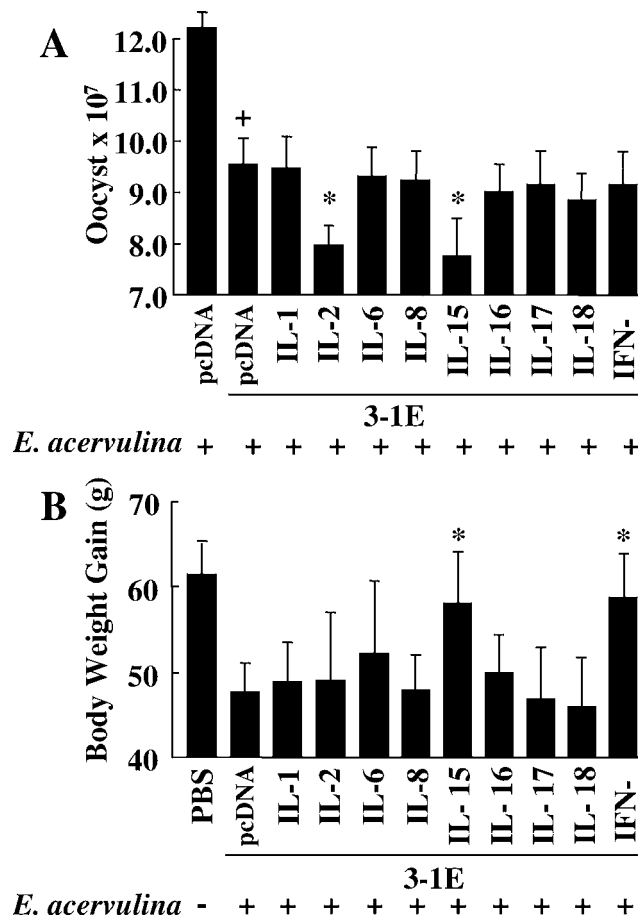 A
Oocyst x 10⁷
12.0
11.0
10.0
9.0
8.0
7.0
+
*
*
pcDNA
pcDNA
IL-1
IL-2
IL-6
IL-8
IL-15
IL-16
IL-17
IL-18
IFN-
3-1E
E. acervulina + + + + + + + + + + +
B
Body Weight Gain (g)
70
60
50
40
*
*
PBS
pcDNA
IL-1
IL-2
IL-6
IL-8
IL-15
IL-16
IL-17
IL-18
IFN-
3-1E
E. acervulina - + + + + + + + + + +